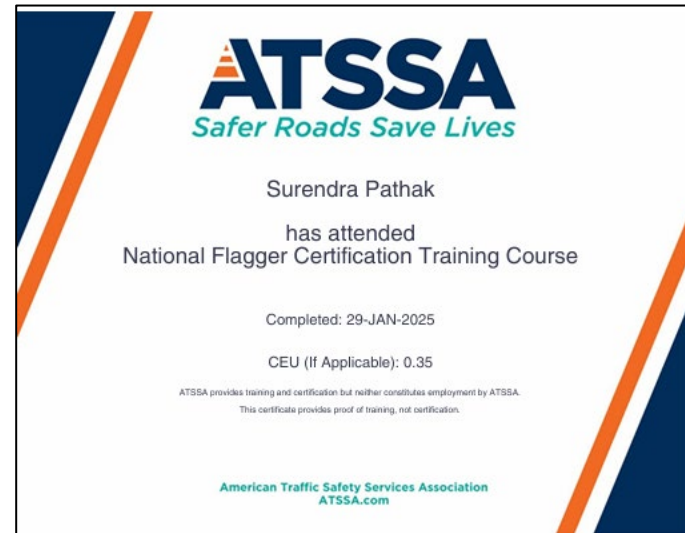 ATSSA
Safer Roads Save Lives
Surendra Pathak
has attended
National Flagger Certification Training Course
Completed: 29-JAN-2025
CEU (If Applicable): 0.35
ATSSA provides training and certification but neither constitutes employment by ATSSA.
This certificate provides proof of training, not certification.
American Traffic Safety Services Association
ATSSA.com